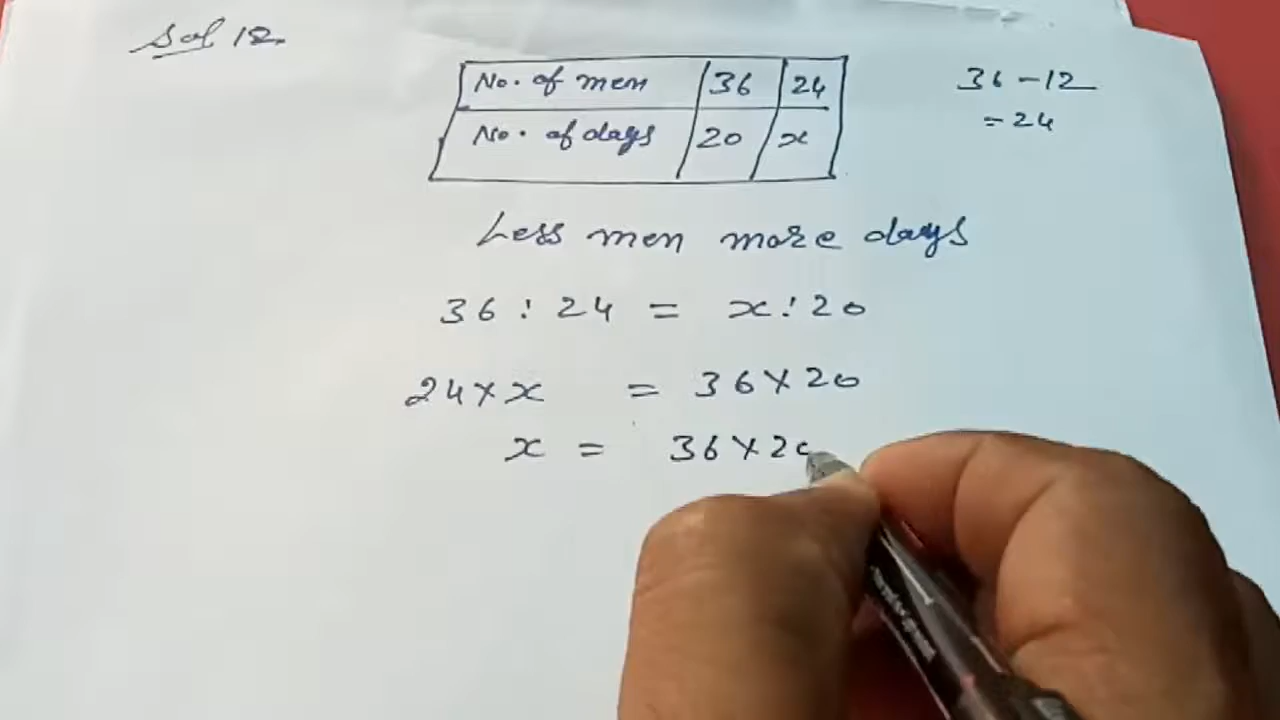 Sol 12.
No. of men 36 24
No. of days 20 x
36 - 12
= 24
Less men more days
36 : 24 = x : 20
24 × x = 36 × 20
x = 36 × 20